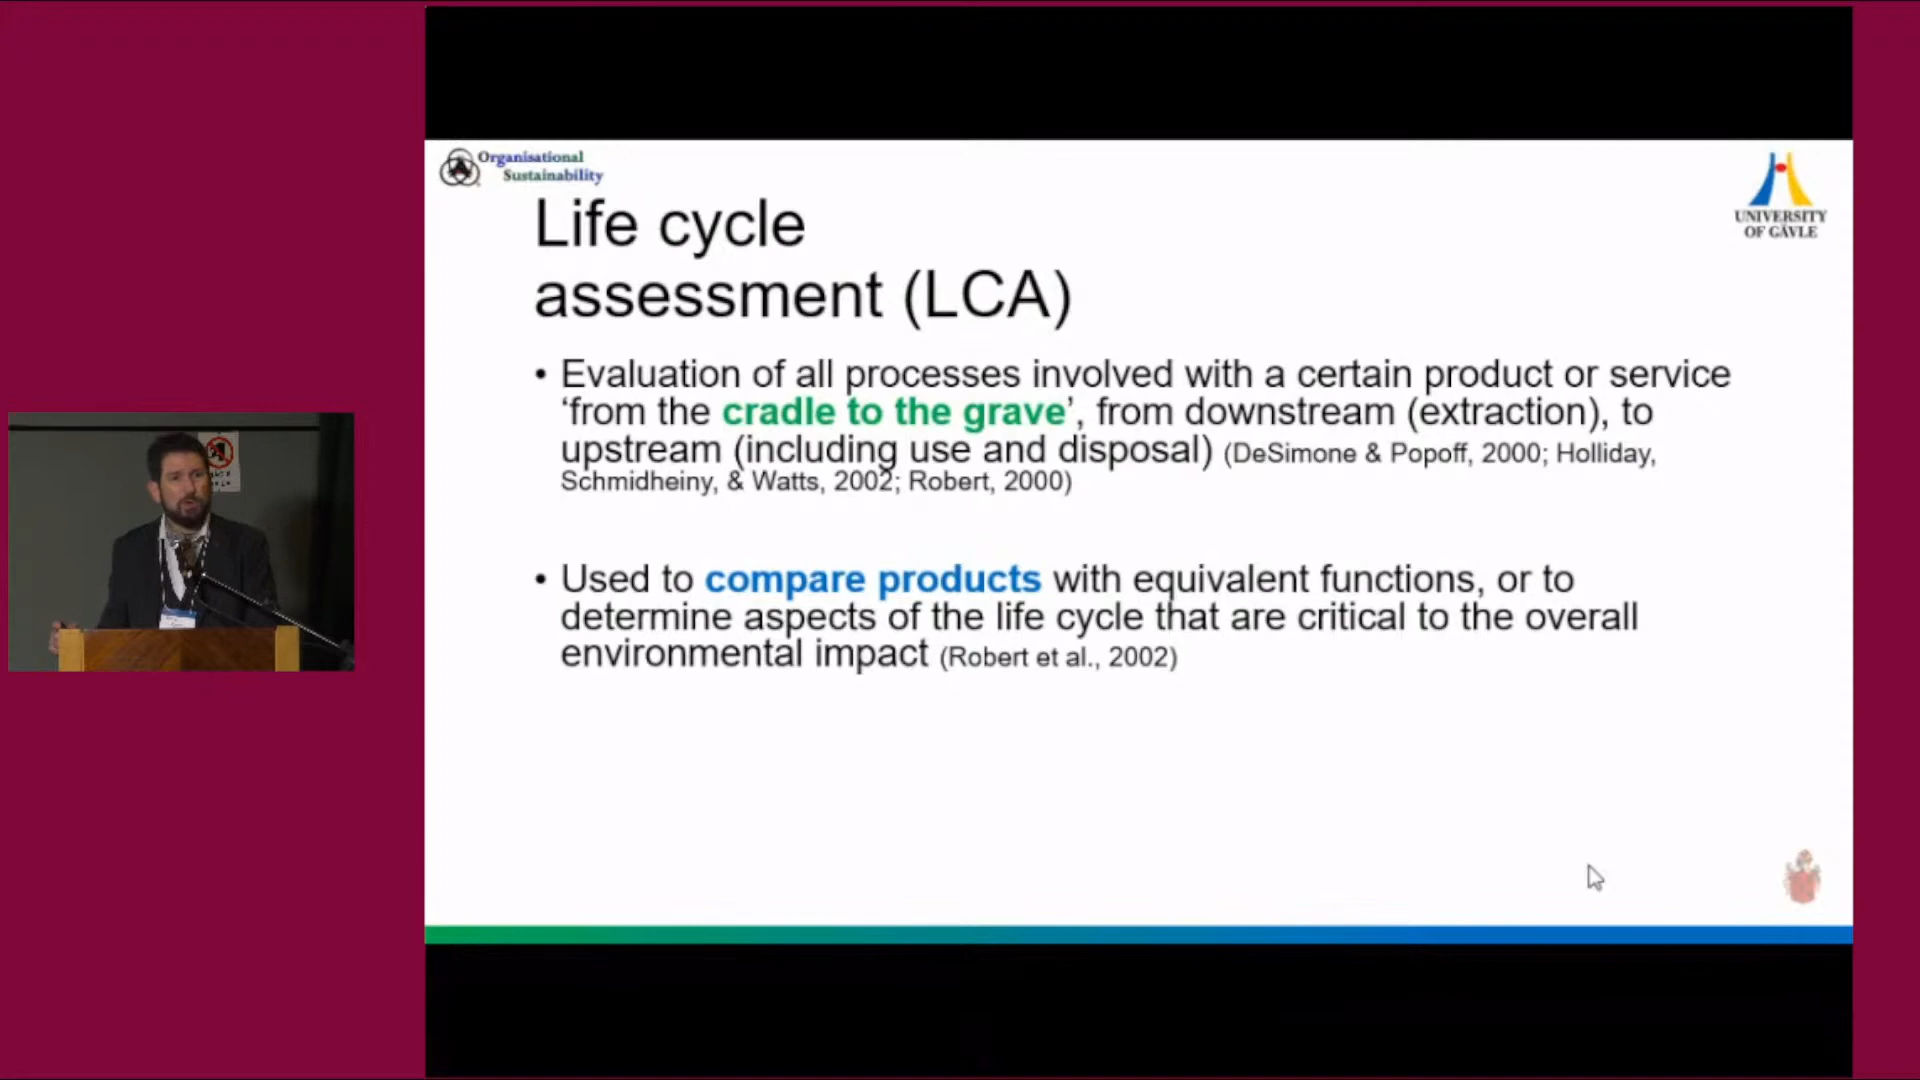 Organisational
Sustainability
UNIVERSITY
OF GÄVLE
Life cycle
assessment (LCA)
• Evaluation of all processes involved with a certain product or service
‘from the cradle to the grave’, from downstream (extraction), to
upstream (including use and disposal) (DeSimone & Popoff, 2000; Holliday,
Schmidheiny, & Watts, 2002; Robert, 2000)
• Used to compare products with equivalent functions, or to
determine aspects of the life cycle that are critical to the overall
environmental impact (Robert et al., 2002)